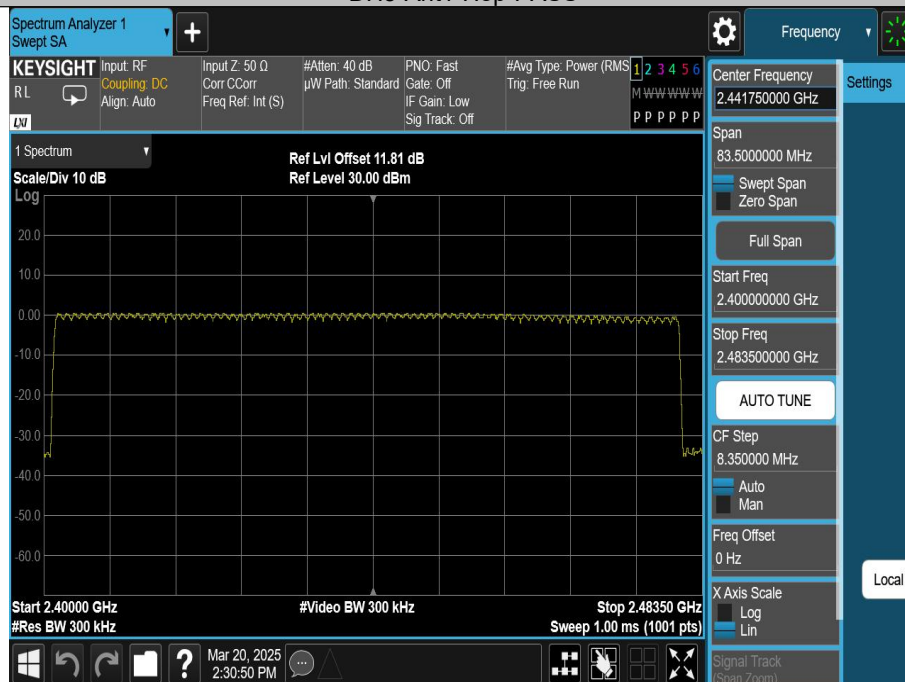 Spectrum Analyzer 1
Swept SA
+
Frequency
KEYSIGHT
RL
LXI
Input: RF
Coupling: DC
Align: Auto
Input Z: 50 Ω
Corr CCorr
Freq Ref: Int (S)
#Atten: 40 dB
µW Path: Standard
PNO: Fast
Gate: Off
IF Gain: Low
Sig Track: Off
#Avg Type: Power (RMS
Trig: Free Run
1 2 3 4 5 6
M W W W W W
P P P P P P
Center Frequency
2.441750000 GHz
Settings
Span
83.5000000 MHz
Swept Span
Zero Span
Full Span
Start Freq
2.400000000 GHz
Stop Freq
2.483500000 GHz
AUTO TUNE
CF Step
8.350000 MHz
Auto
Man
Freq Offset
0 Hz
X Axis Scale
Log
Lin
Signal Track
(Span Zoom)
Local
1 Spectrum
Scale/Div 10 dB
Ref Lvl Offset 11.81 dB
Ref Level 30.00 dBm
Log
20.0
10.0
0.00
-10.0
-20.0
-30.0
-40.0
-50.0
-60.0
Start 2.40000 GHz
#Res BW 300 kHz
#Video BW 300 kHz
Stop 2.48350 GHz
Sweep 1.00 ms (1001 pts)
?
Mar 20, 2025
2:30:50 PM